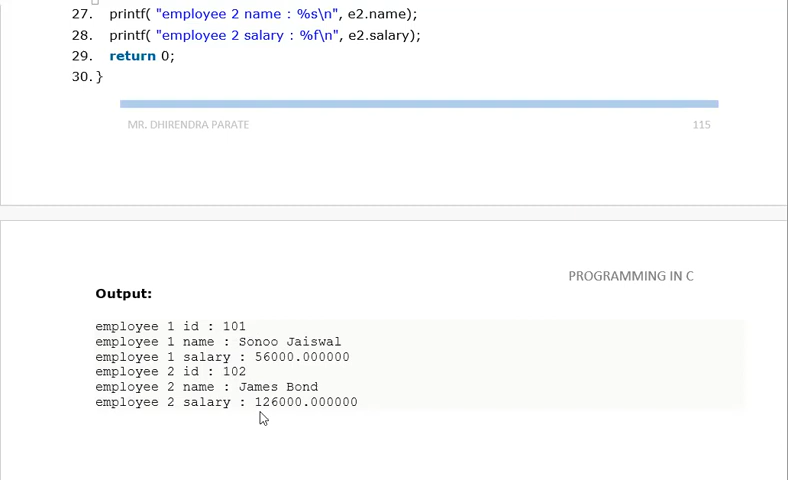 27. printf( "employee 2 name : %s\n", e2.name);
28. printf( "employee 2 salary : %f\n", e2.salary);
29. return 0;
30. }
MR. DHIRENDRA PARATE 115
PROGRAMMING IN C
Output:
employee 1 id : 101
employee 1 name : Sonoo Jaiswal
employee 1 salary : 56000.000000
employee 2 id : 102
employee 2 name : James Bond
employee 2 salary : 126000.000000